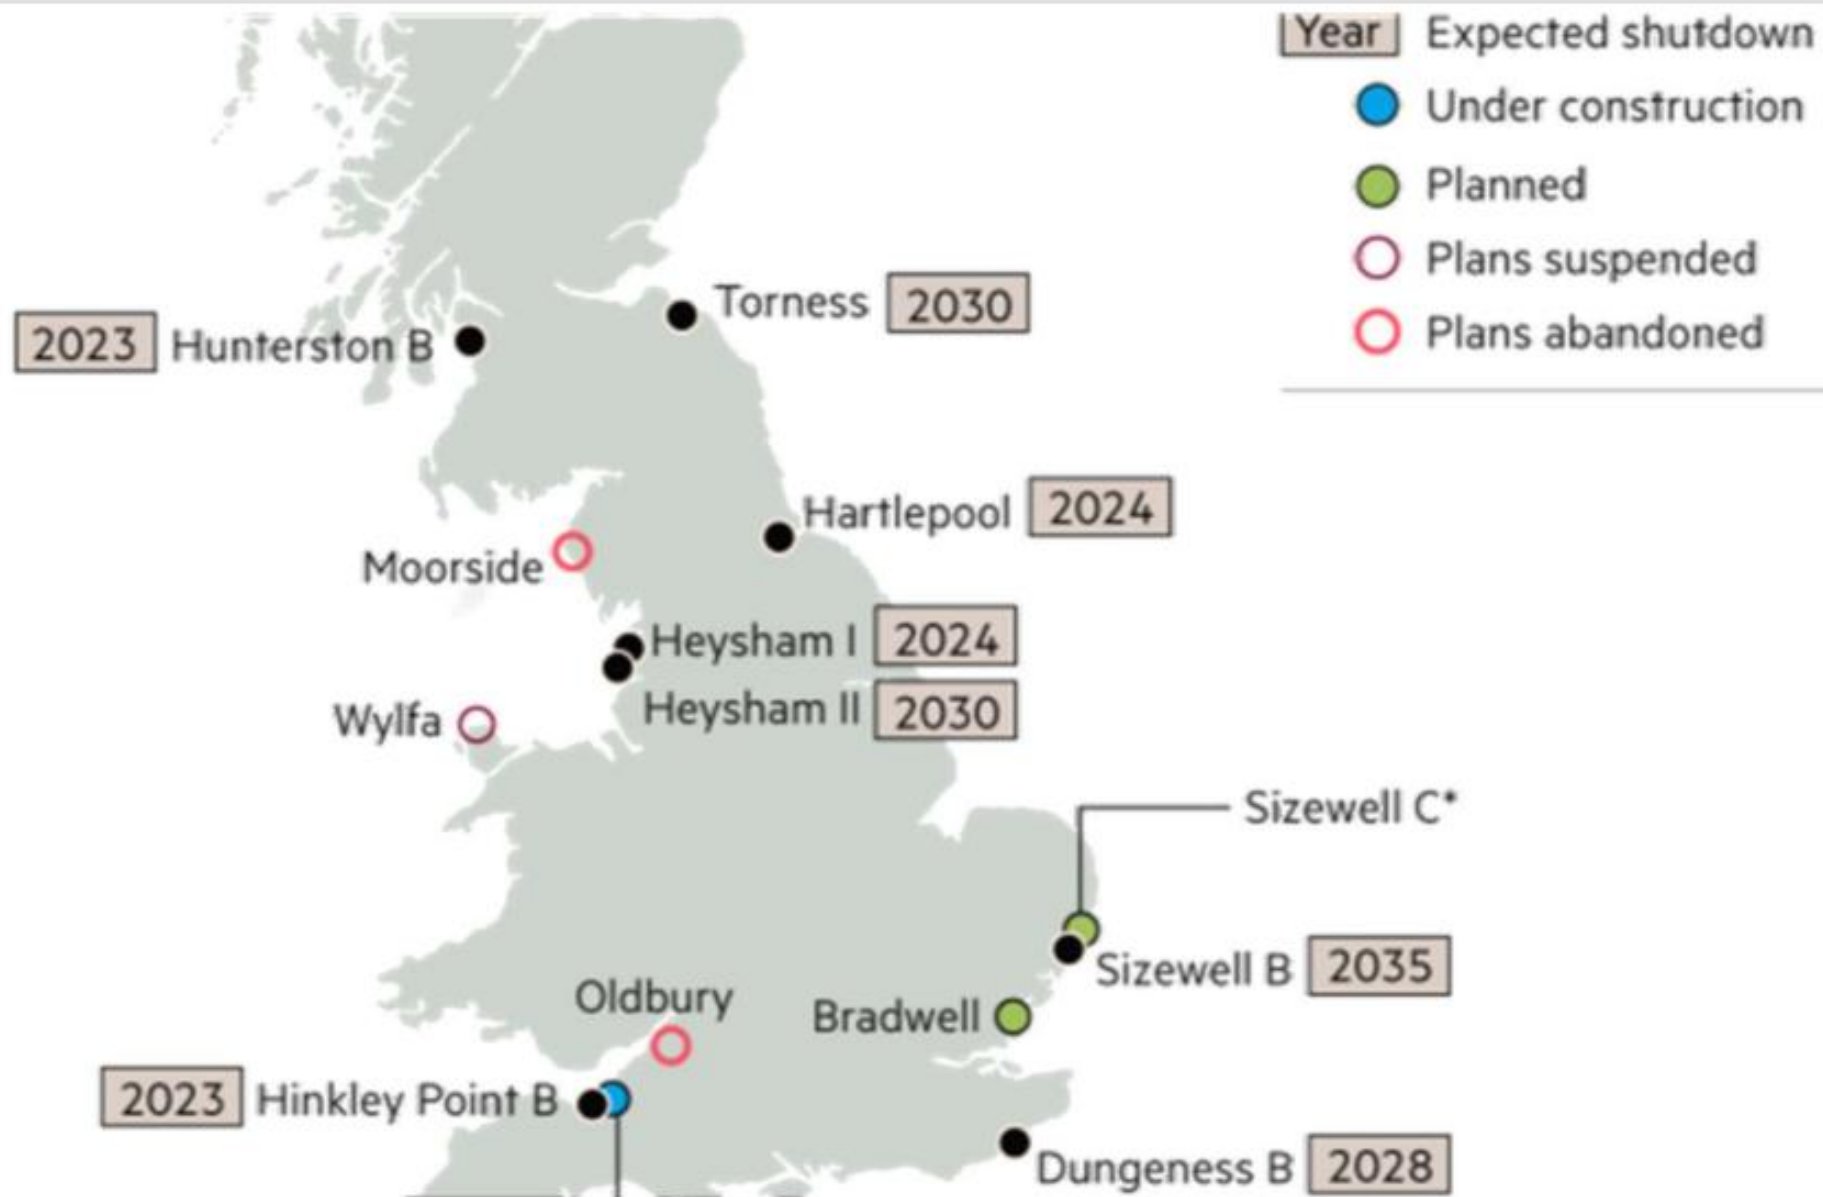 Year Expected shutdown
Under construction
Planned
Plans suspended
Plans abandoned
Torness 2030
2023 Hunterston B
Hartlepool 2024
Moorside
Heysham I 2024
Heysham II 2030
Wylfa
Sizewell C*
Sizewell B 2035
Oldbury
Bradwell
2023 Hinkley Point B
Dungeness B 2028